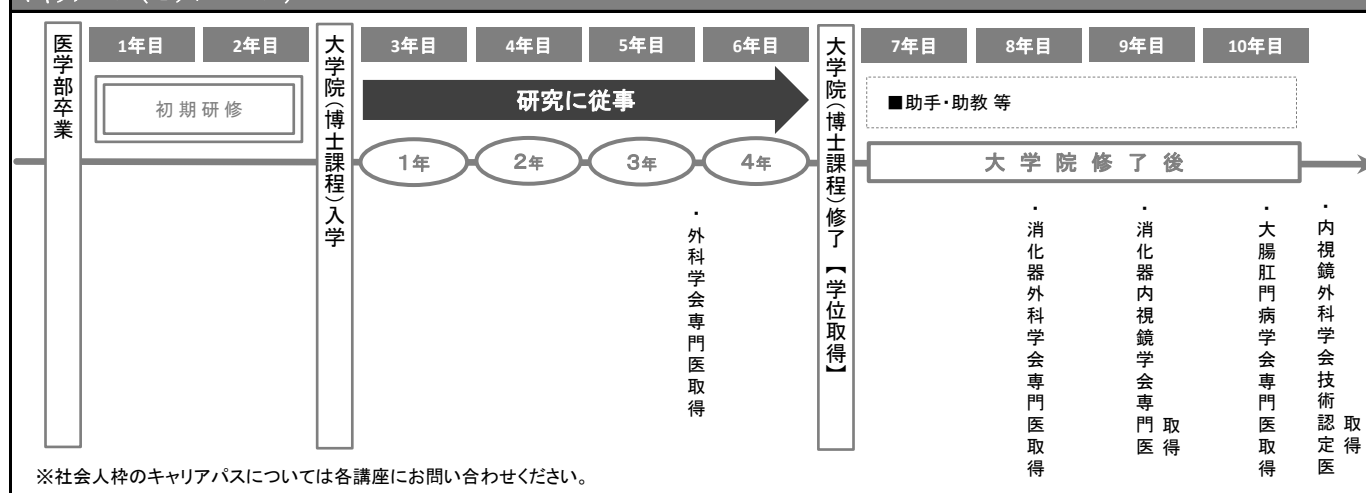 医学部卒業
1年目
2年目
初期研修
大学院(博士課程)入学
3年目
4年目
5年目
6年目
研究に従事
1年
2年
3年
4年
・外科学会専門医取得
大学院(博士課程)修了【学位取得】
7年目
8年目
9年目
10年目
■助手・助教 等
大学院修了後
・消化器外科学会専門医取得
・消化器内視鏡学会専門医
取得
・大腸肛門病学会専門医取得
・内視鏡外科学会技術認定医
取得
※社会人枠のキャリアパスについては各講座にお問い合わせください。